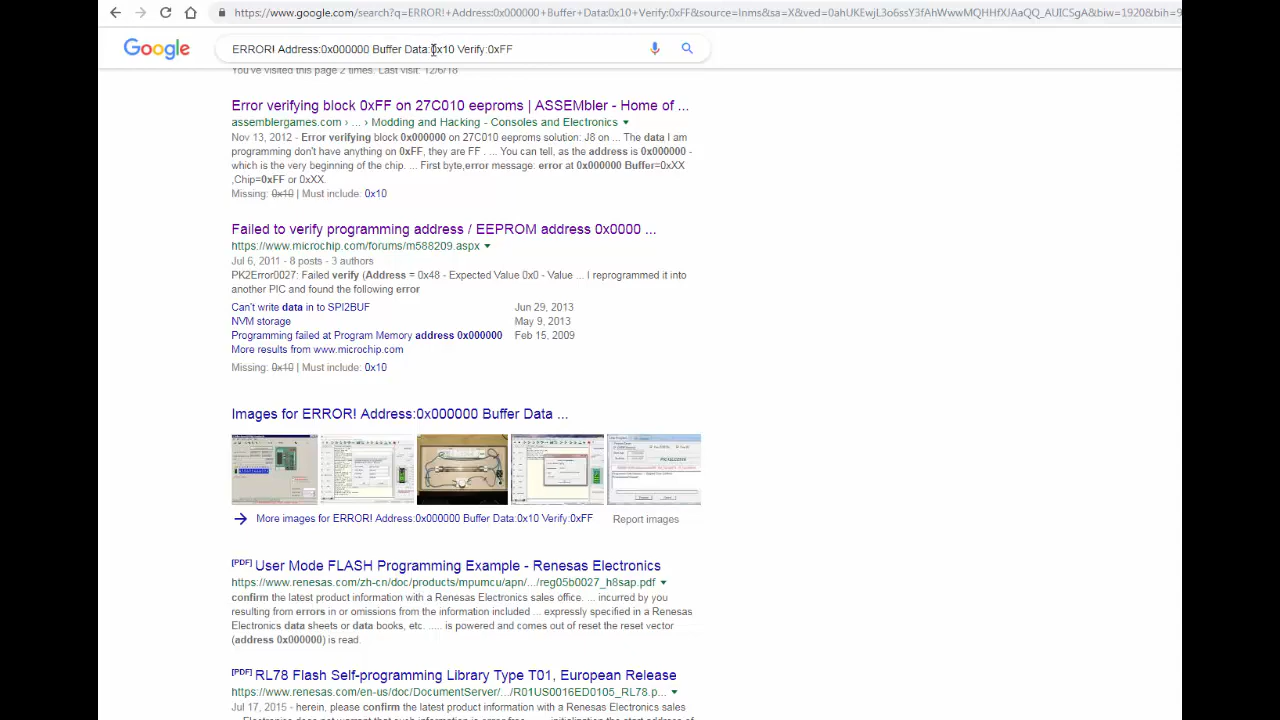 https://www.google.com/search?q=ERROR!+Address:0x000000+Buffer+Data:0x10+Verify:0xFF&source=lnms&sa=X&ved=0ahUKEwjL3o6ssY3fAhWwwMQHHfXJAaQQ_AUICSgA&biw=1920&bih=9
Google
ERROR! Address:0x000000 Buffer Data:0x10 Verify:0xFF
You've visited this page 2 times. Last visit: 12/6/18
Error verifying block 0xFF on 27C010 eeproms | ASSEMbler - Home of ...
assemblergames.com › ... › Modding and Hacking - Consoles and Electronics
Nov 13, 2012 - Error verifying block 0x000000 on 27C010 eeproms solution: J8 on ... The data I am
programming don't have anything on 0xFF, they are FF ..... You can tell, as the address is 0x000000 -
which is the very beginning of the chip. ... First byte,error message: error at 0x000000 Buffer=0xXX
,Chip=0xFF or 0xXX.
Missing: 0x10 | Must include: 0x10
Failed to verify programming address / EEPROM address 0x0000 ...
https://www.microchip.com/forums/m588209.aspx
Jul 6, 2011 - 8 posts - 3 authors
PK2Error0027: Failed verify (Address = 0x48 - Expected Value 0x0 - Value ... I reprogrammed it into
another PIC and found the following error
Can't write data in to SPI2BUF Jun 29, 2013
NVM storage May 9, 2013
Programming failed at Program Memory address 0x000000 Feb 15, 2009
More results from www.microchip.com
Missing: 0x10 | Must include: 0x10
Images for ERROR! Address:0x000000 Buffer Data ...
More images for ERROR! Address:0x000000 Buffer Data:0x10 Verify:0xFF Report images
[PDF] User Mode FLASH Programming Example - Renesas Electronics
https://www.renesas.com/zh-cn/doc/products/mpumcu/apn/.../reg05b0027_h8sap.pdf
confirm the latest product information with a Renesas Electronics sales office. ... incurred by you
resulting from errors in or omissions from the information included ... expressly specified in a Renesas
Electronics data sheets or data books, etc. ..... is powered and comes out of reset the reset vector
(address 0x000000) is read.
[PDF] RL78 Flash Self-programming Library Type T01, European Release
https://www.renesas.com/en-us/doc/DocumentServer/.../R01US0016ED0105_RL78.p...
Jul 17, 2015 - herein, please confirm the latest product information with a Renesas Electronics sales